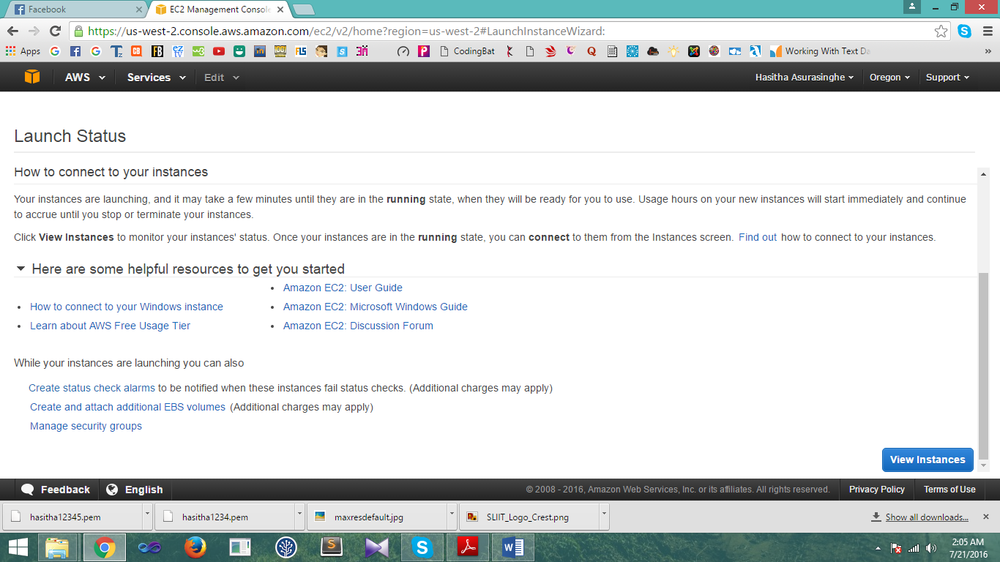 Facebook
EC2 Management Console
https://us-west-2.console.aws.amazon.com/ec2/v2/home?region=us-west-2#LaunchInstanceWizard:
Apps
CodingBat
Working With Text Da
»
AWS Services Edit Hasitha Asurasinghe Oregon Support
Launch Status
How to connect to your instances
Your instances are launching, and it may take a few minutes until they are in the running state, when they will be ready for you to use. Usage hours on your new instances will start immediately and continue
to accrue until you stop or terminate your instances.
Click View Instances to monitor your instances' status. Once your instances are in the running state, you can connect to them from the Instances screen. Find out how to connect to your instances.
Here are some helpful resources to get you started
• How to connect to your Windows instance
• Learn about AWS Free Usage Tier
• Amazon EC2: User Guide
• Amazon EC2: Microsoft Windows Guide
• Amazon EC2: Discussion Forum
While your instances are launching you can also
Create status check alarms to be notified when these instances fail status checks. (Additional charges may apply)
Create and attach additional EBS volumes (Additional charges may apply)
Manage security groups
View Instances
Feedback English © 2008 - 2016, Amazon Web Services, Inc. or its affiliates. All rights reserved. Privacy Policy Terms of Use
hasitha12345.pem hasitha1234.pem maxresdefault.jpg SLIIT_Logo_Crest.png Show all downloads...
2:05 AM
7/21/2016